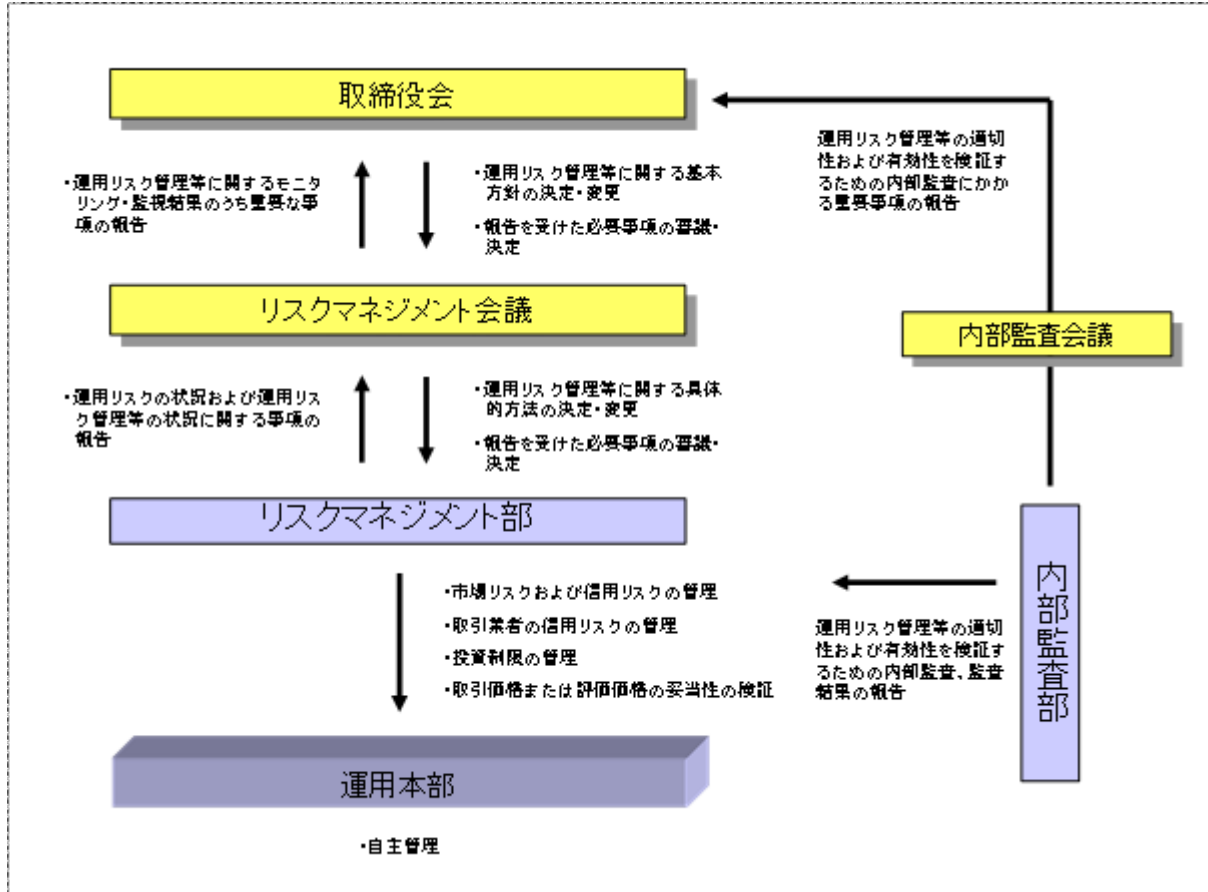 取締役会
・運用リスク管理等に関するモニタ
リング・監視結果のうち重要な事
項の報告
・運用リスク管理等に関する基本
方針の決定・変更
・報告を受けた必要事項の審議・
決定
運用リスク管理等の適切
性および有効性を検証す
るための内部監査にかか
る重要事項の報告
リスクマネジメント会議
内部監査会議
・運用リスクの状況および運用リス
ク管理等の状況に関する事項の
報告
・運用リスク管理等に関する具体
的方法の決定・変更
・報告を受けた必要事項の審議・
決定
リスクマネジメント部
・市場リスクおよび信用リスクの管理
・取引業者の信用リスクの管理
・投資制限の管理
・取引価格または評価価格の妥当性の検証
運用リスク管理等の適切
性および有効性を検証す
るための内部監査、監査
結果の報告
内部監査部
運用本部
・自主管理